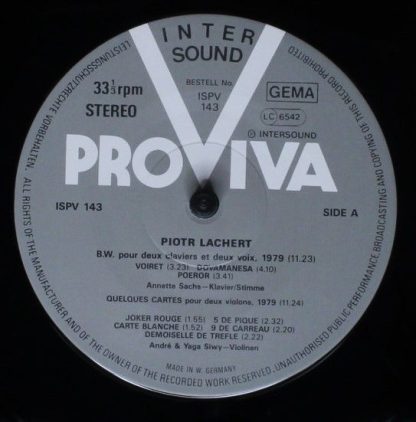 INTER
SOUND
33 1/3 rpm
STEREO
BESTELL No.
ISPV
143
GEMA
LC 6542
Ⓟ INTERSOUND
PROVIVA
ISPV 143
SIDE A
PIOTR LACHERT
B.W. pour deux claviers et deux voix, 1979 (11.23)
VOIRET (3.23) DOVAMANESA (4.10)
POEROR (3.41)
Annette Sachs–Klavier/Stimme
QUELQUES CARTES pour deux violons, 1979 (11.24)
JOKER ROUGE (1.55) 5 DE PIQUE (2.32)
CARTE BLANCHE (1.52) 9 DE CARREAU (2.20)
DEMOISELLE DE TREFLE (2.22)
André & Yaga Siwy–Violinen
MADE IN W. GERMANY
LEISTUNGSSCHUTZRECHTE VORBEHALTEN. ALL RIGHTS OF THE MANUFACTURER AND OF THE OWNER OF THE RECORDED WORK RESERVED. UNAUTHORISED PUBLIC PERFORMANCE BROADCASTING AND COPYING OF THIS RECORD PROHIBITED